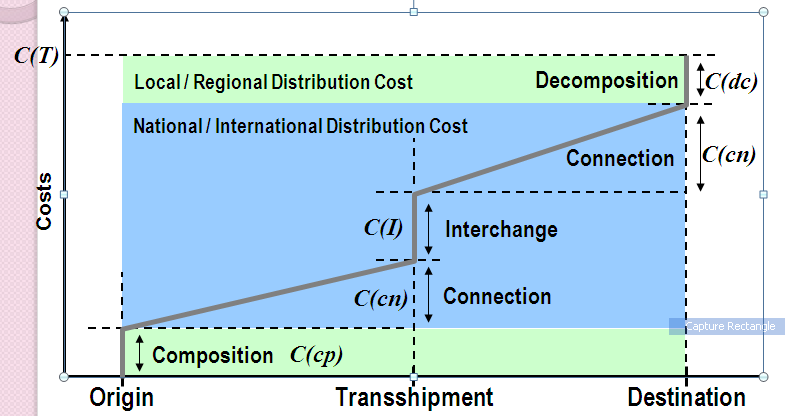 C(T)
Local / Regional Distribution Cost
Decomposition
C(dc)
National / International Distribution Cost
Connection
C(cn)
Costs
C(I)
Interchange
C(cn)
Connection
Capture Rectangle
Composition C(cp)
Origin
Transshipment
Destination